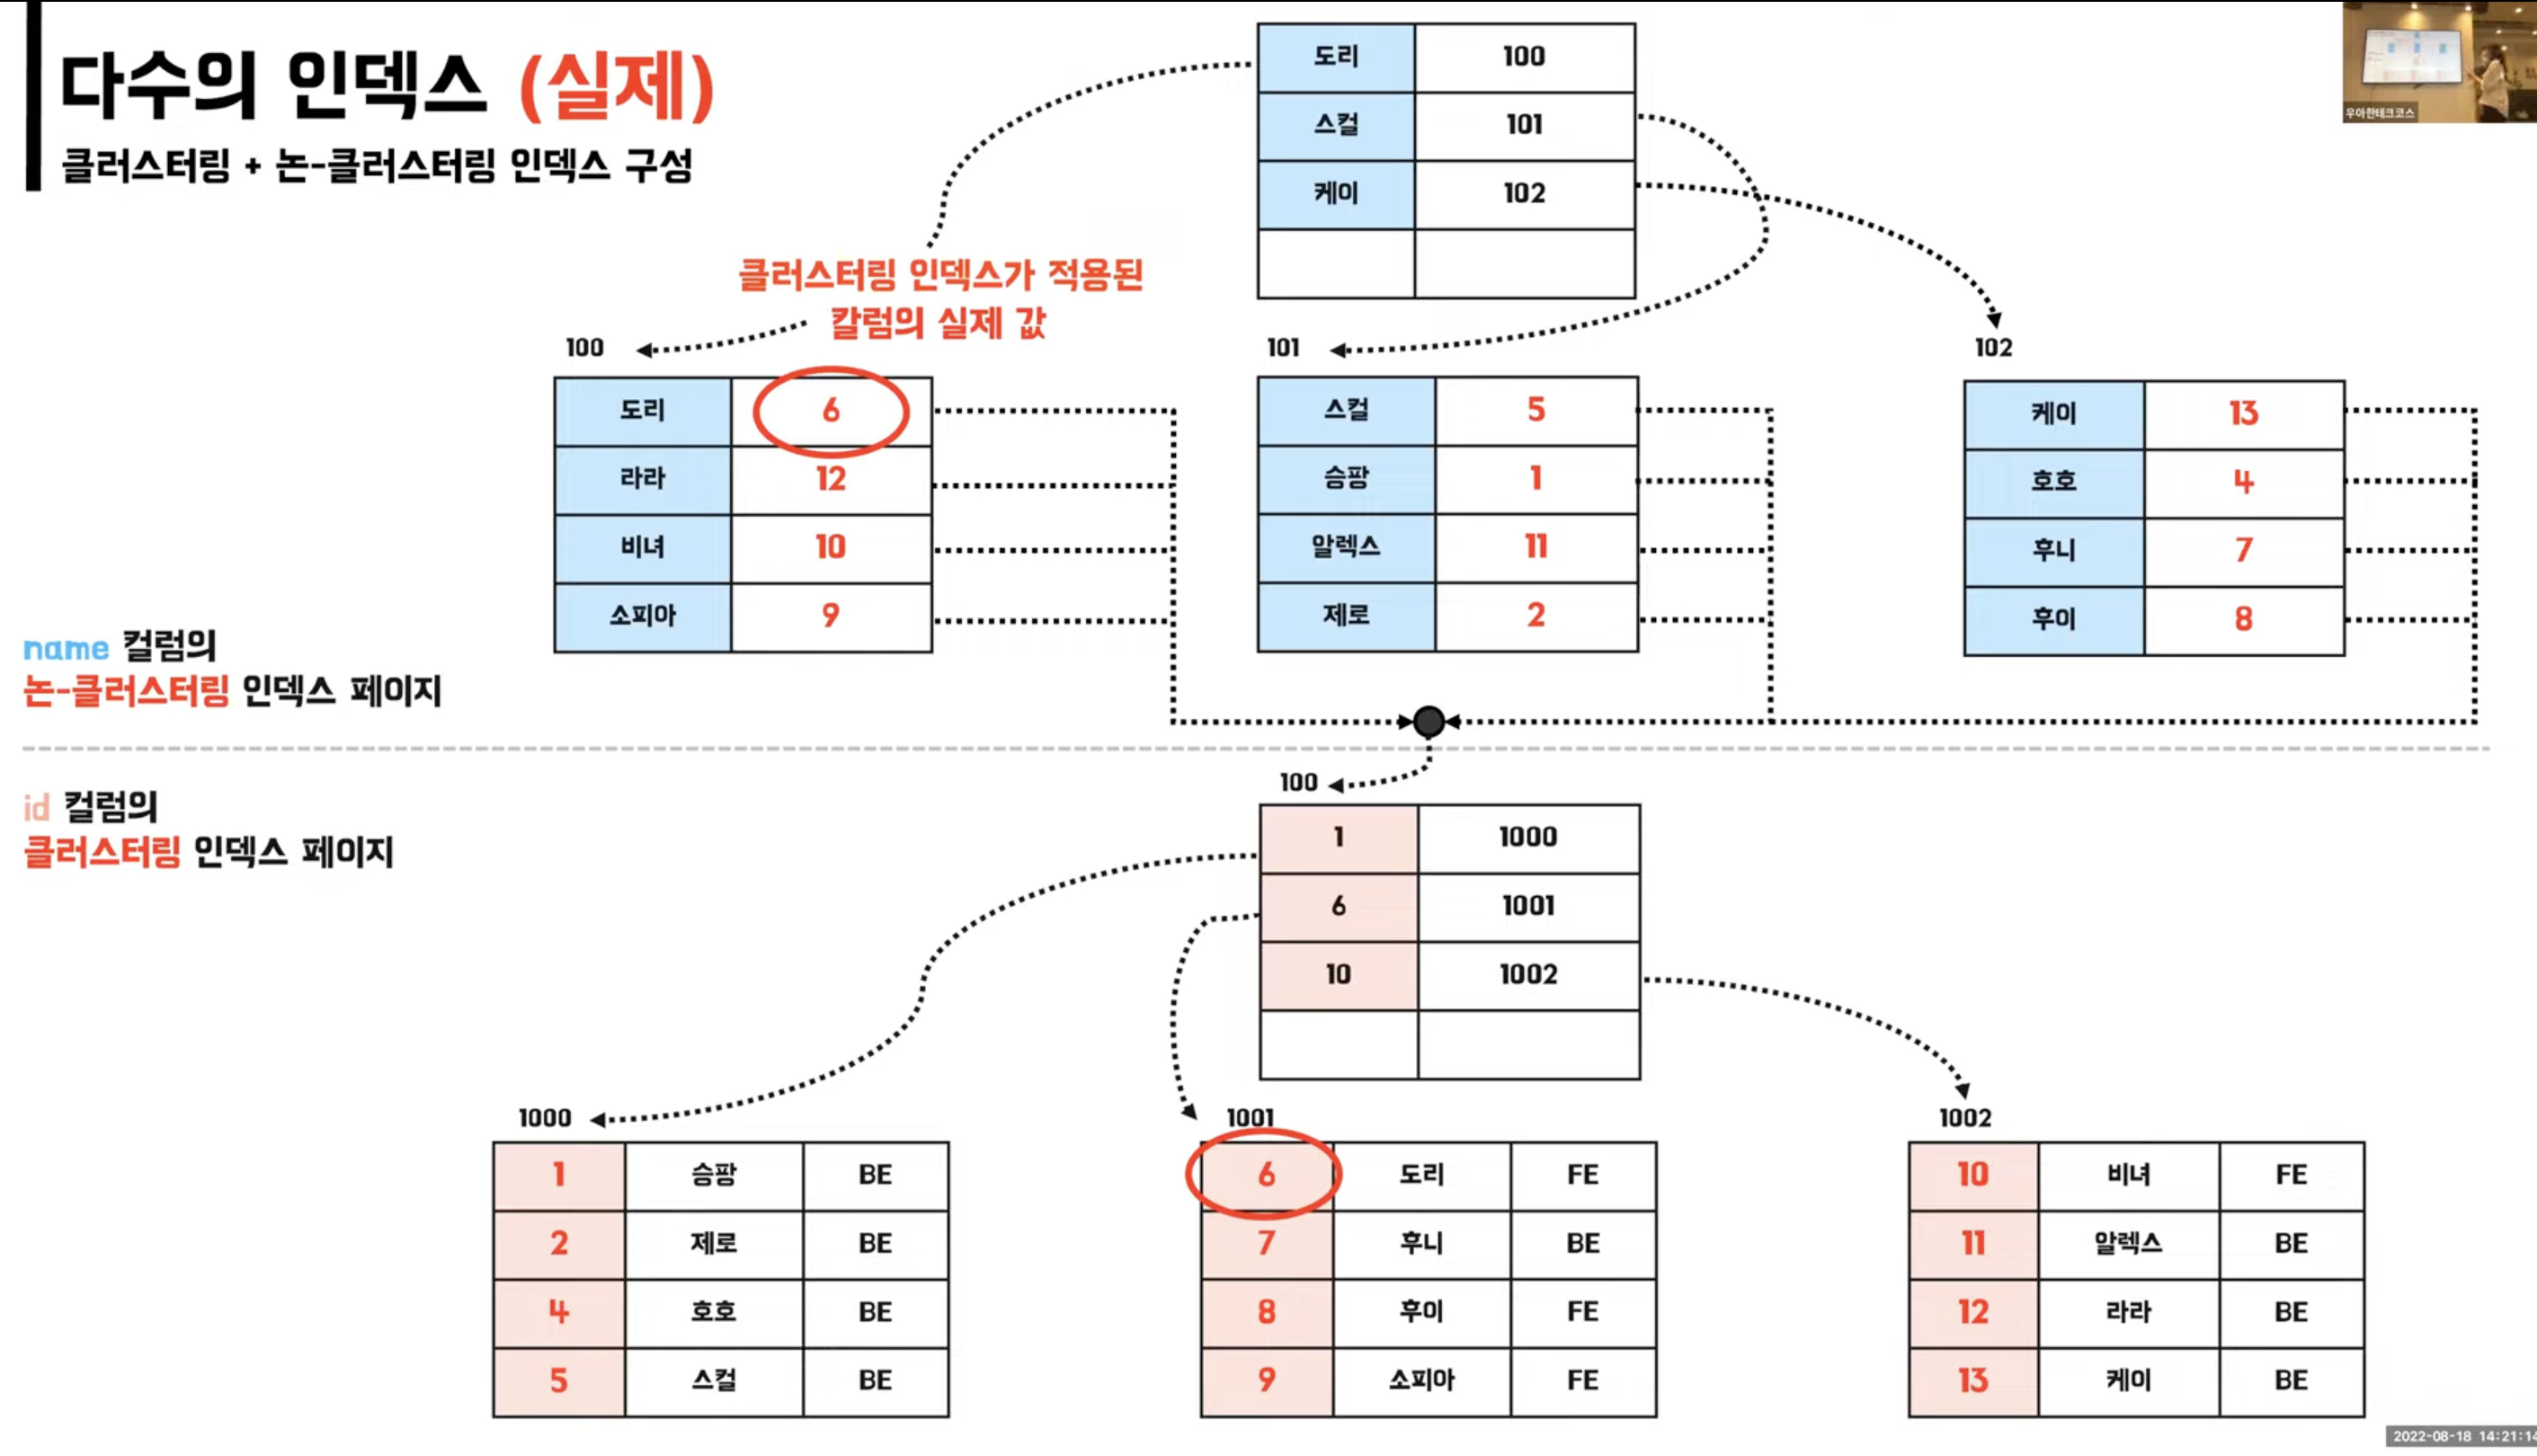 다수의 인덱스 (실제)
클러스터링 + 논-클러스터링 인덱스 구성
우아한테크코스
도리 100
스컬 101
케이 102
클러스터링 인덱스가 적용된
칼럼의 실제 값
100
도리 6
라라 12
비녀 10
소피아 9
101
스컬 5
승팡 1
알렉스 11
제로 2
102
케이 13
호호 4
후니 7
후이 8
name 컬럼의
논-클러스터링 인덱스 페이지
id 컬럼의
클러스터링 인덱스 페이지
100
1 1000
6 1001
10 1002
1000
1 승팡 BE
2 제로 BE
4 호호 BE
5 스컬 BE
1001
6 도리 FE
7 후니 BE
8 후이 FE
9 소피아 FE
1002
10 비녀 FE
11 알렉스 BE
12 라라 BE
13 케이 BE
2022-08-18 14:21:14